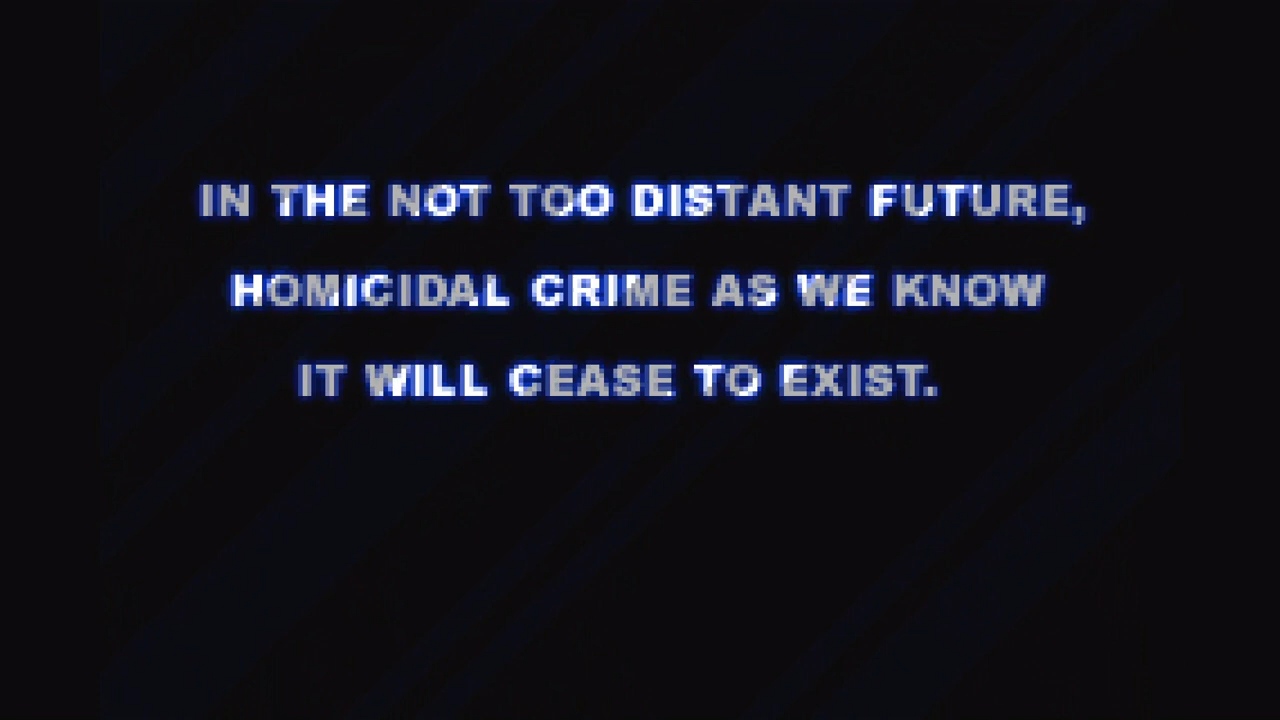 IN THE NOT TOO DISTANT FUTURE,
HOMICIDAL CRIME AS WE KNOW
IT WILL CEASE TO EXIST.